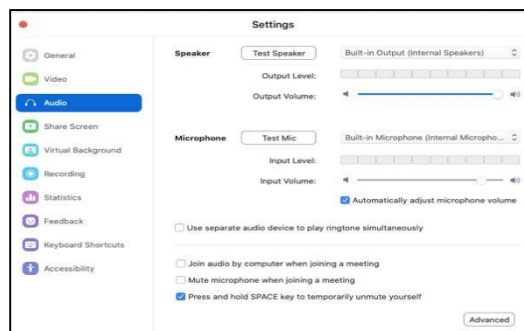 Settings
General
Video
Audio
Share Screen
Virtual Background
Recording
Statistics
Feedback
Keyboard Shortcuts
Accessibility
Speaker Test Speaker Built-in Output (Internal Speakers)
Output Level:
Output Volume:
Microphone Test Mic Built-in Microphone (Internal Micropho...
Input Level:
Input Volume:
Automatically adjust microphone volume
Use separate audio device to play ringtone simultaneously
Join audio by computer when joining a meeting
Mute microphone when joining a meeting
Press and hold SPACE key to temporarily unmute yourself
Advanced